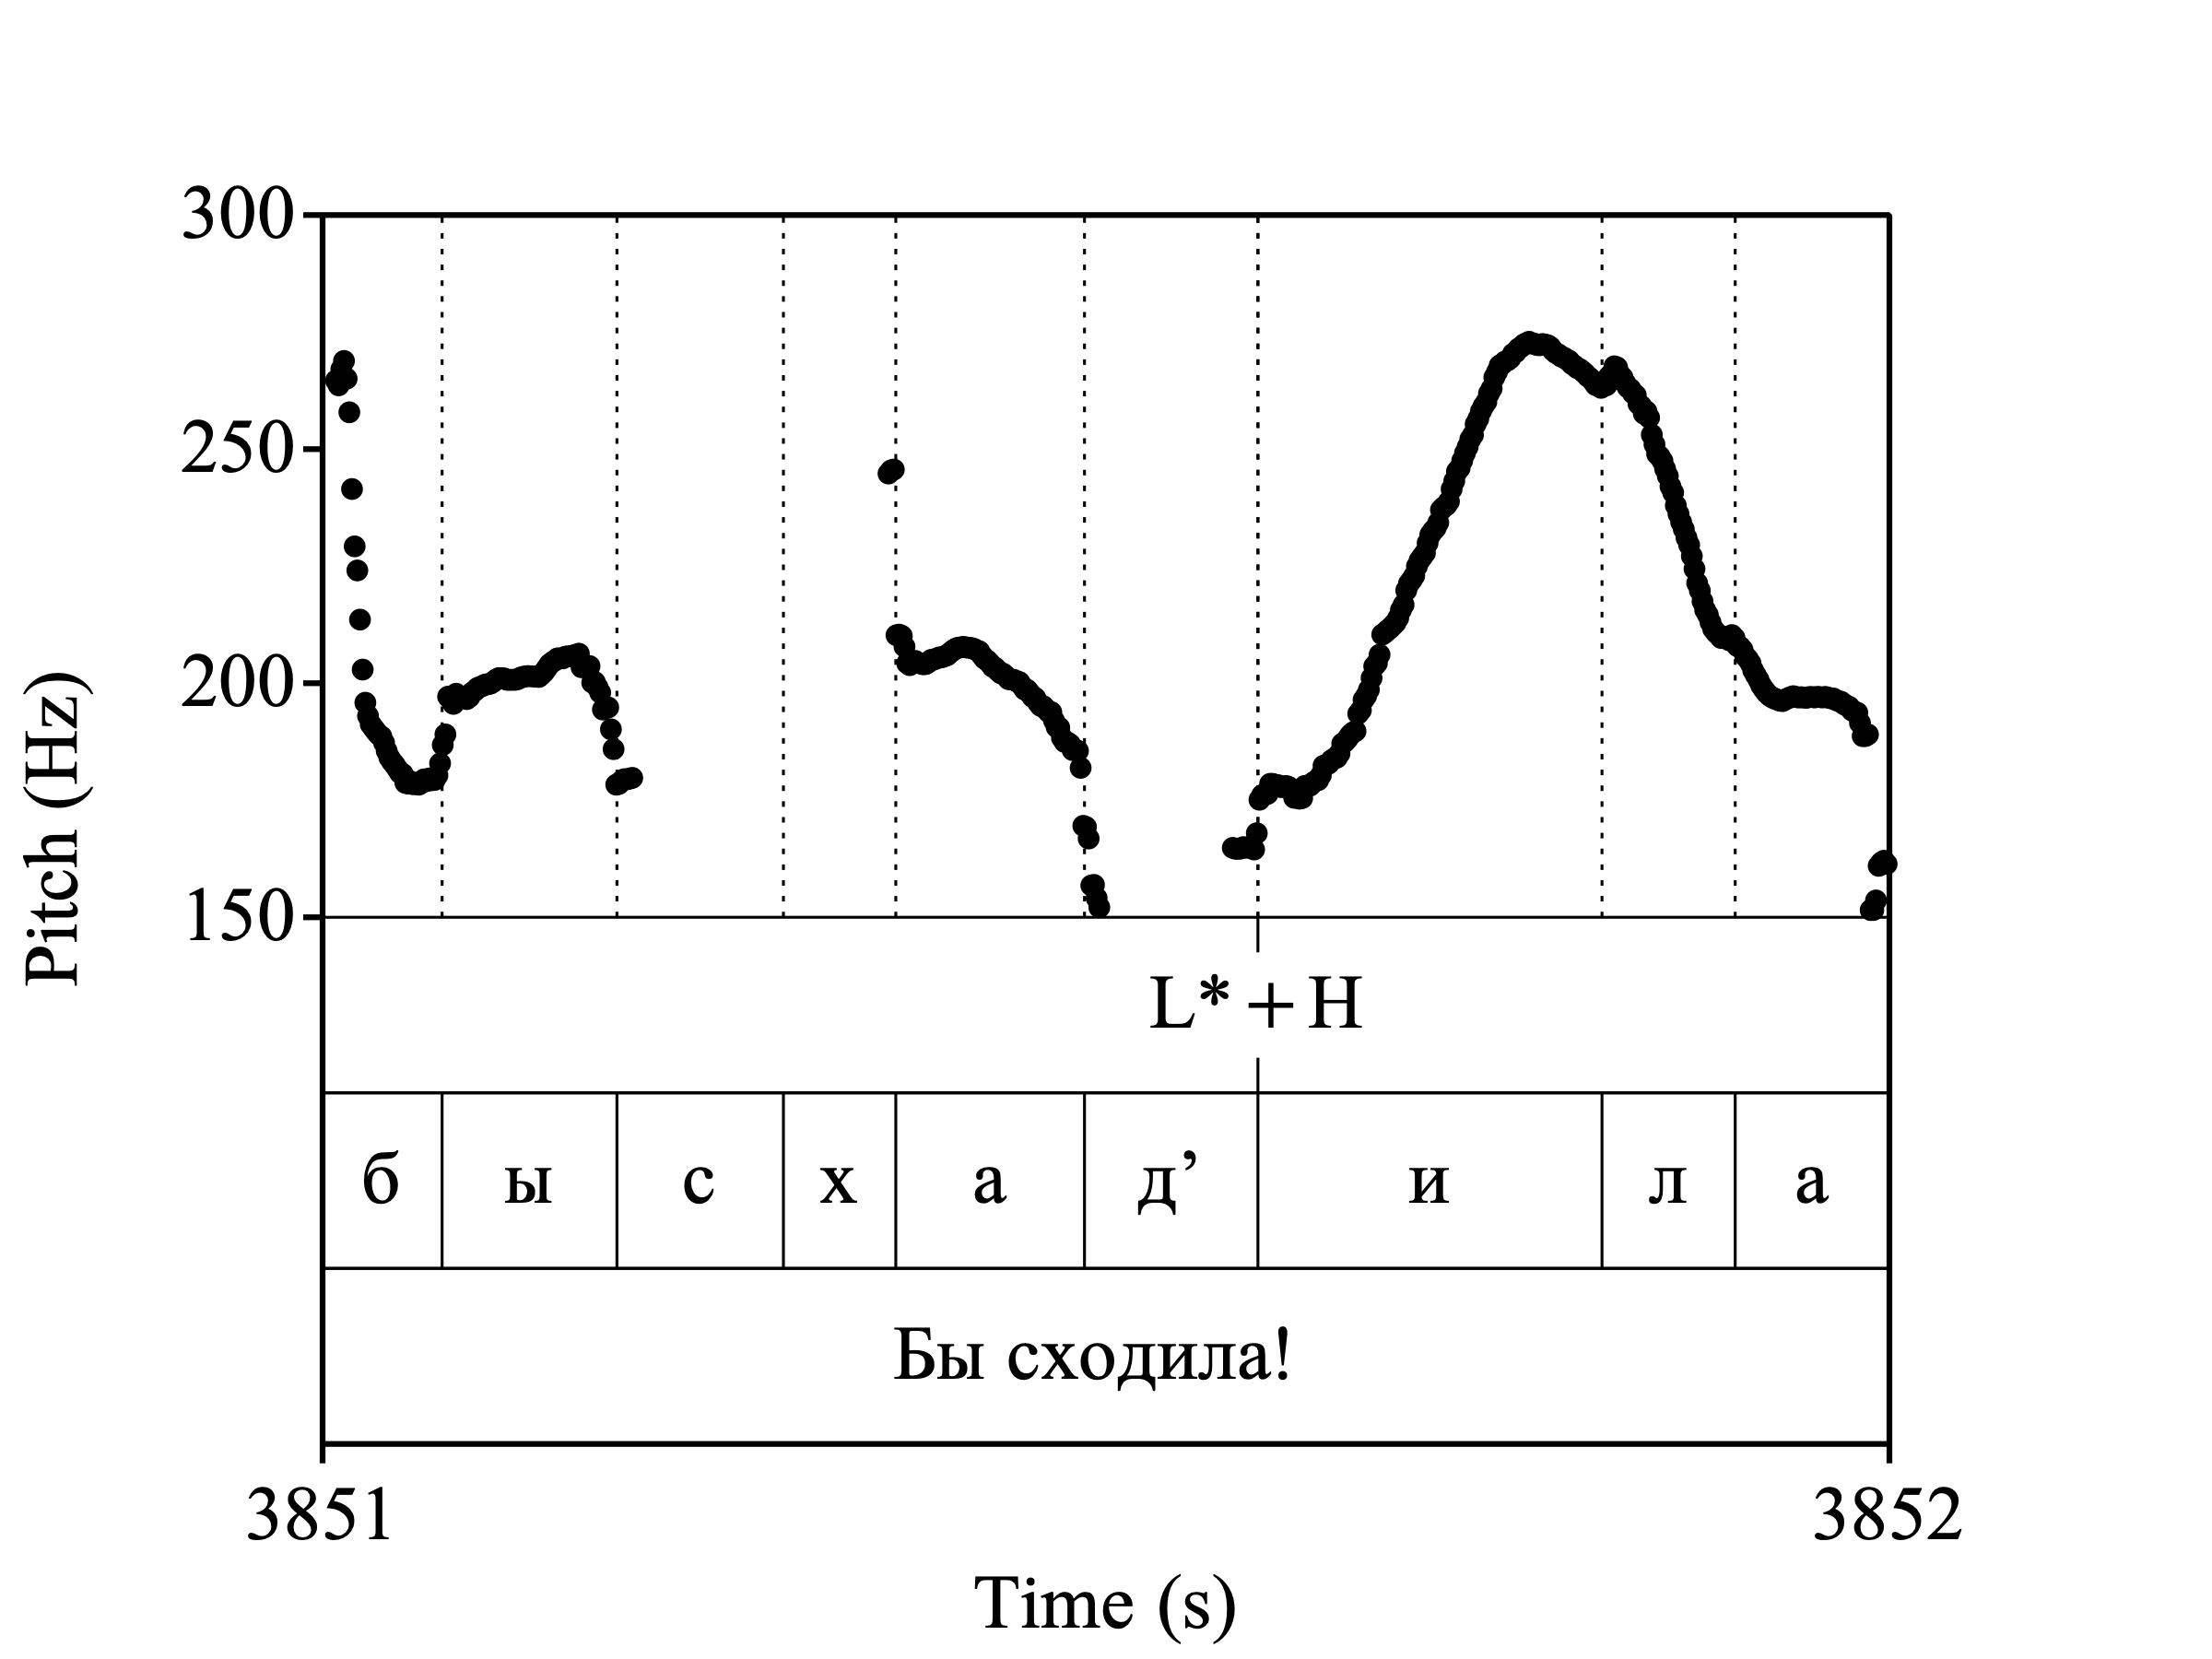 300
250
200
150
Pitch (Hz)
L*+H
б ы с х а д’ и л а
Бы сходила!
3851 3852
Time (s)